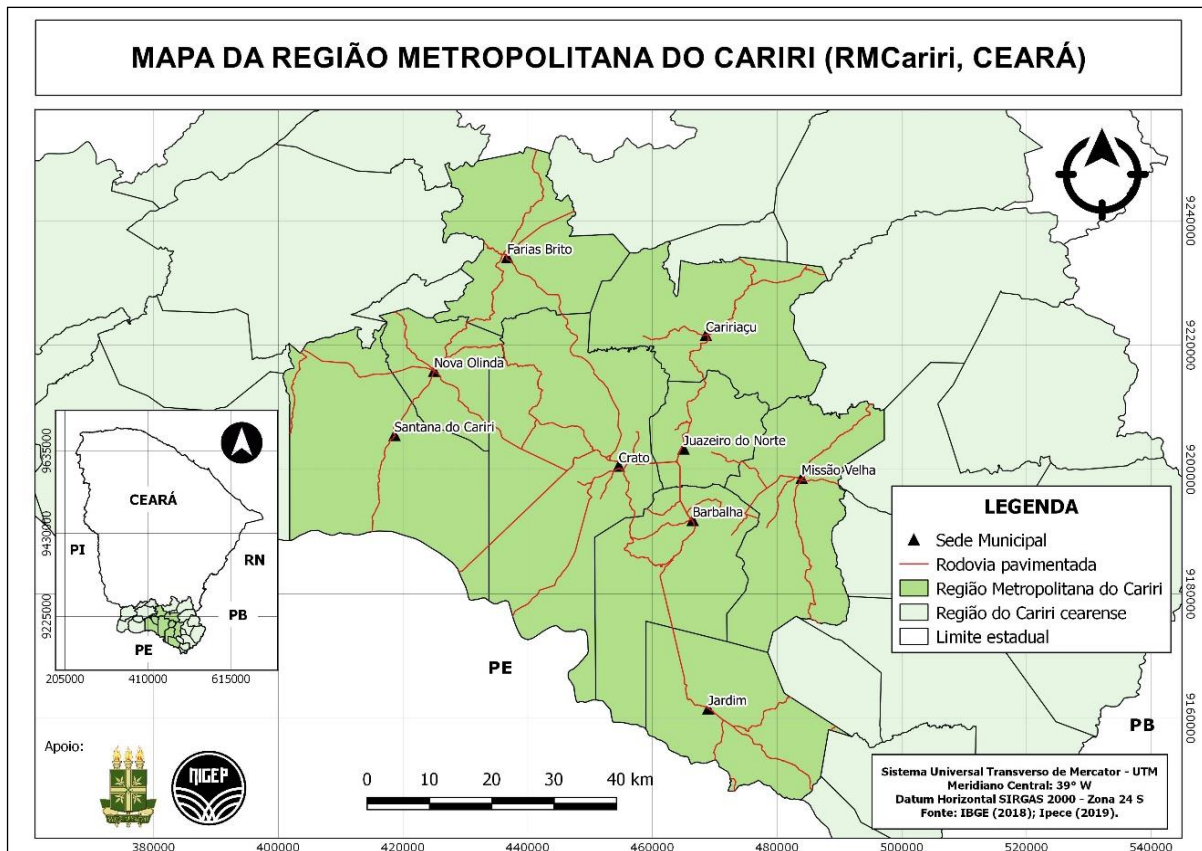 MAPA DA REGIÃO METROPOLITANA DO CARIRI (RMCariri, CEARÁ)
Farias Brito
Caririaçu
Nova Olinda
Santana do Cariri
Juazeiro do Norte
Crato
Missão Velha
Barbalha
Jardim
PE
PB
9240000
9220000
9200000
9180000
9160000
CEARÁ
PI
RN
PB
PE
9635000
9430000
9225000
205000
410000
615000
LEGENDA
Sede Municipal
Rodovia pavimentada
Região Metropolitana do Cariri
Região do Cariri cearense
Limite estadual
Apoio:
NIGEP
0 10 20 30 40 km
Sistema Universal Transverso de Mercator - UTM
Meridiano Central: 39º W
Datum Horizontal SIRGAS 2000 - Zona 24 S
Fonte: IBGE (2018); Ipece (2019).
380000 400000 420000 440000 460000 480000 500000 520000 540000